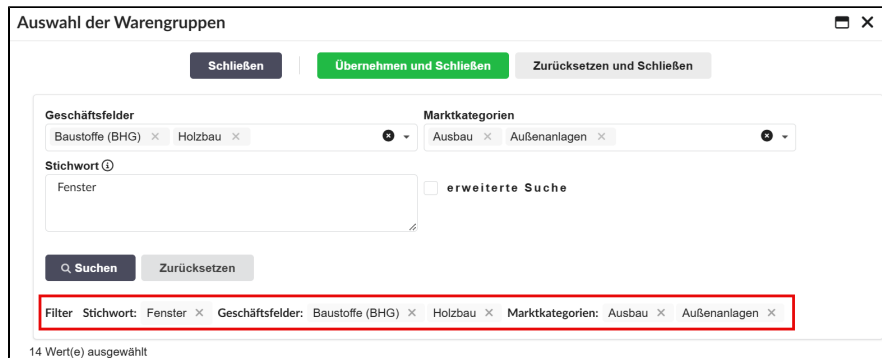 Auswahl der Warengruppen
Schließen Übernehmen und Schließen Zurücksetzen und Schließen
Geschäftsfelder Marktkategorien
Baustoffe (BHG) Holzbau Ausbau Außenanlagen
Stichwort
Fenster erweiterte Suche
Suchen Zurücksetzen
Filter Stichwort: Fenster Geschäftsfelder: Baustoffe (BHG) Holzbau Marktkategorien: Ausbau Außenanlagen
14 Wert(e) ausgewählt